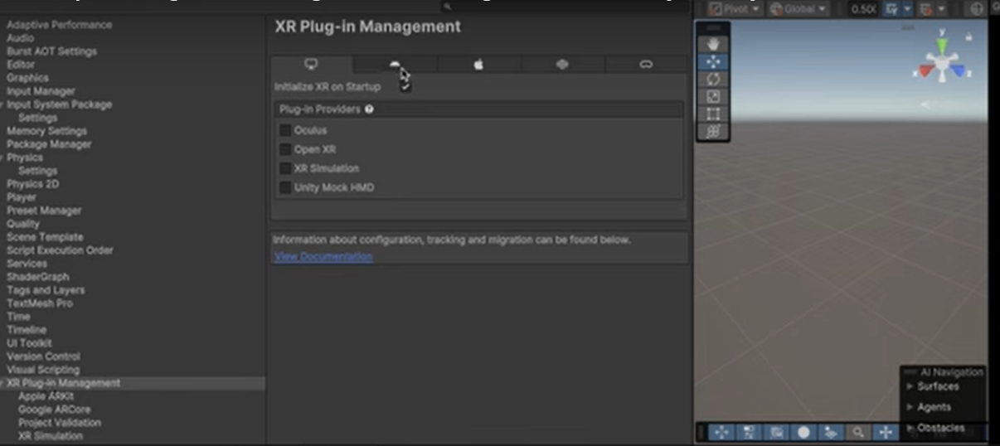 Adaptive Performance
Audio
Burst AOT Settings
Editor
Graphics
Input Manager
Input System Package
Settings
Memory Settings
Package Manager
Physics
Settings
Physics 2D
Player
Preset Manager
Quality
Scene Template
Script Execution Order
Services
ShaderGraph
Tags and Layers
TextMesh Pro
Time
Timeline
UI Toolkit
Version Control
Visual Scripting
XR Plug-in Management
Apple ARKit
Google ARCore
Project Validation
XR Simulation
XR Plug-in Management
Initialize XR on Startup
Plug-in Providers
Oculus
Open XR
XR Simulation
Unity Mock HMD
Information about configuration, tracking and migration can be found below.
View Documentation
Pivot Global 0.50
y
x z
AI Navigation
Surfaces
Agents
Obstacles